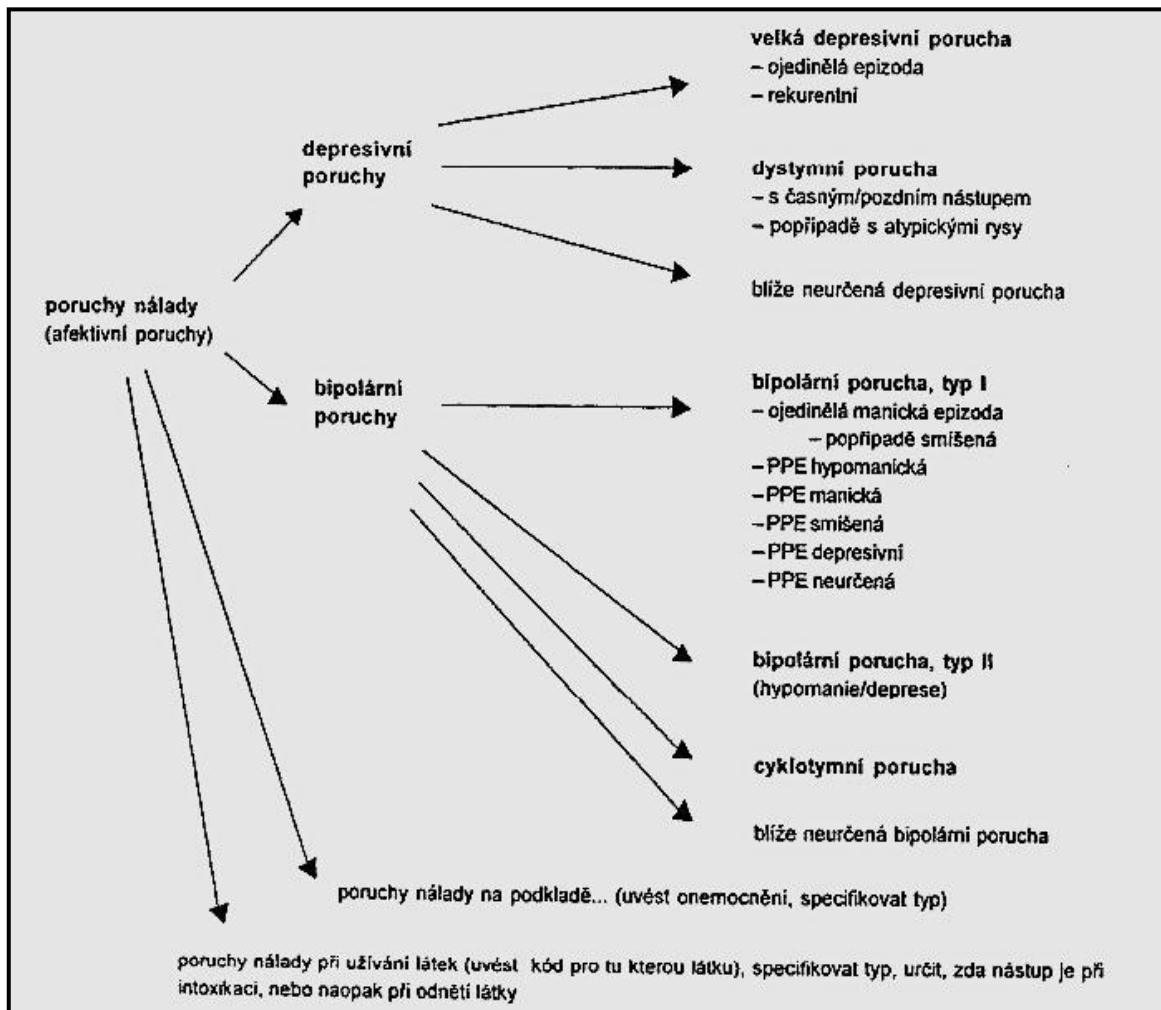 velká depresivní porucha
– ojedinělá epizoda
– rekurentní
depresivní
poruchy
dystymní porucha
– s časným/pozdním nástupem
– popřípadě s atypickými rysy
blíže neurčená depresivní porucha
poruchy nálady
(afektivní poruchy)
bipolární
poruchy
bipolární porucha, typ I
– ojedinělá manická epizoda
– popřípadě smíšená
– PPE hypomanická
– PPE manická
– PPE smíšená
– PPE depresivní
– PPE neurčená
bipolární porucha, typ II
(hypomanie/deprese)
cyklotymní porucha
blíže neurčená bipolární porucha
poruchy nálady na podkladě... (uvést onemocnění, specifikovat typ)
poruchy nálady při užívání látek (uvést kód pro tu kterou látku), specifikovat typ, určit, zda nástup je při
intoxikaci, nebo naopak při odnětí látky